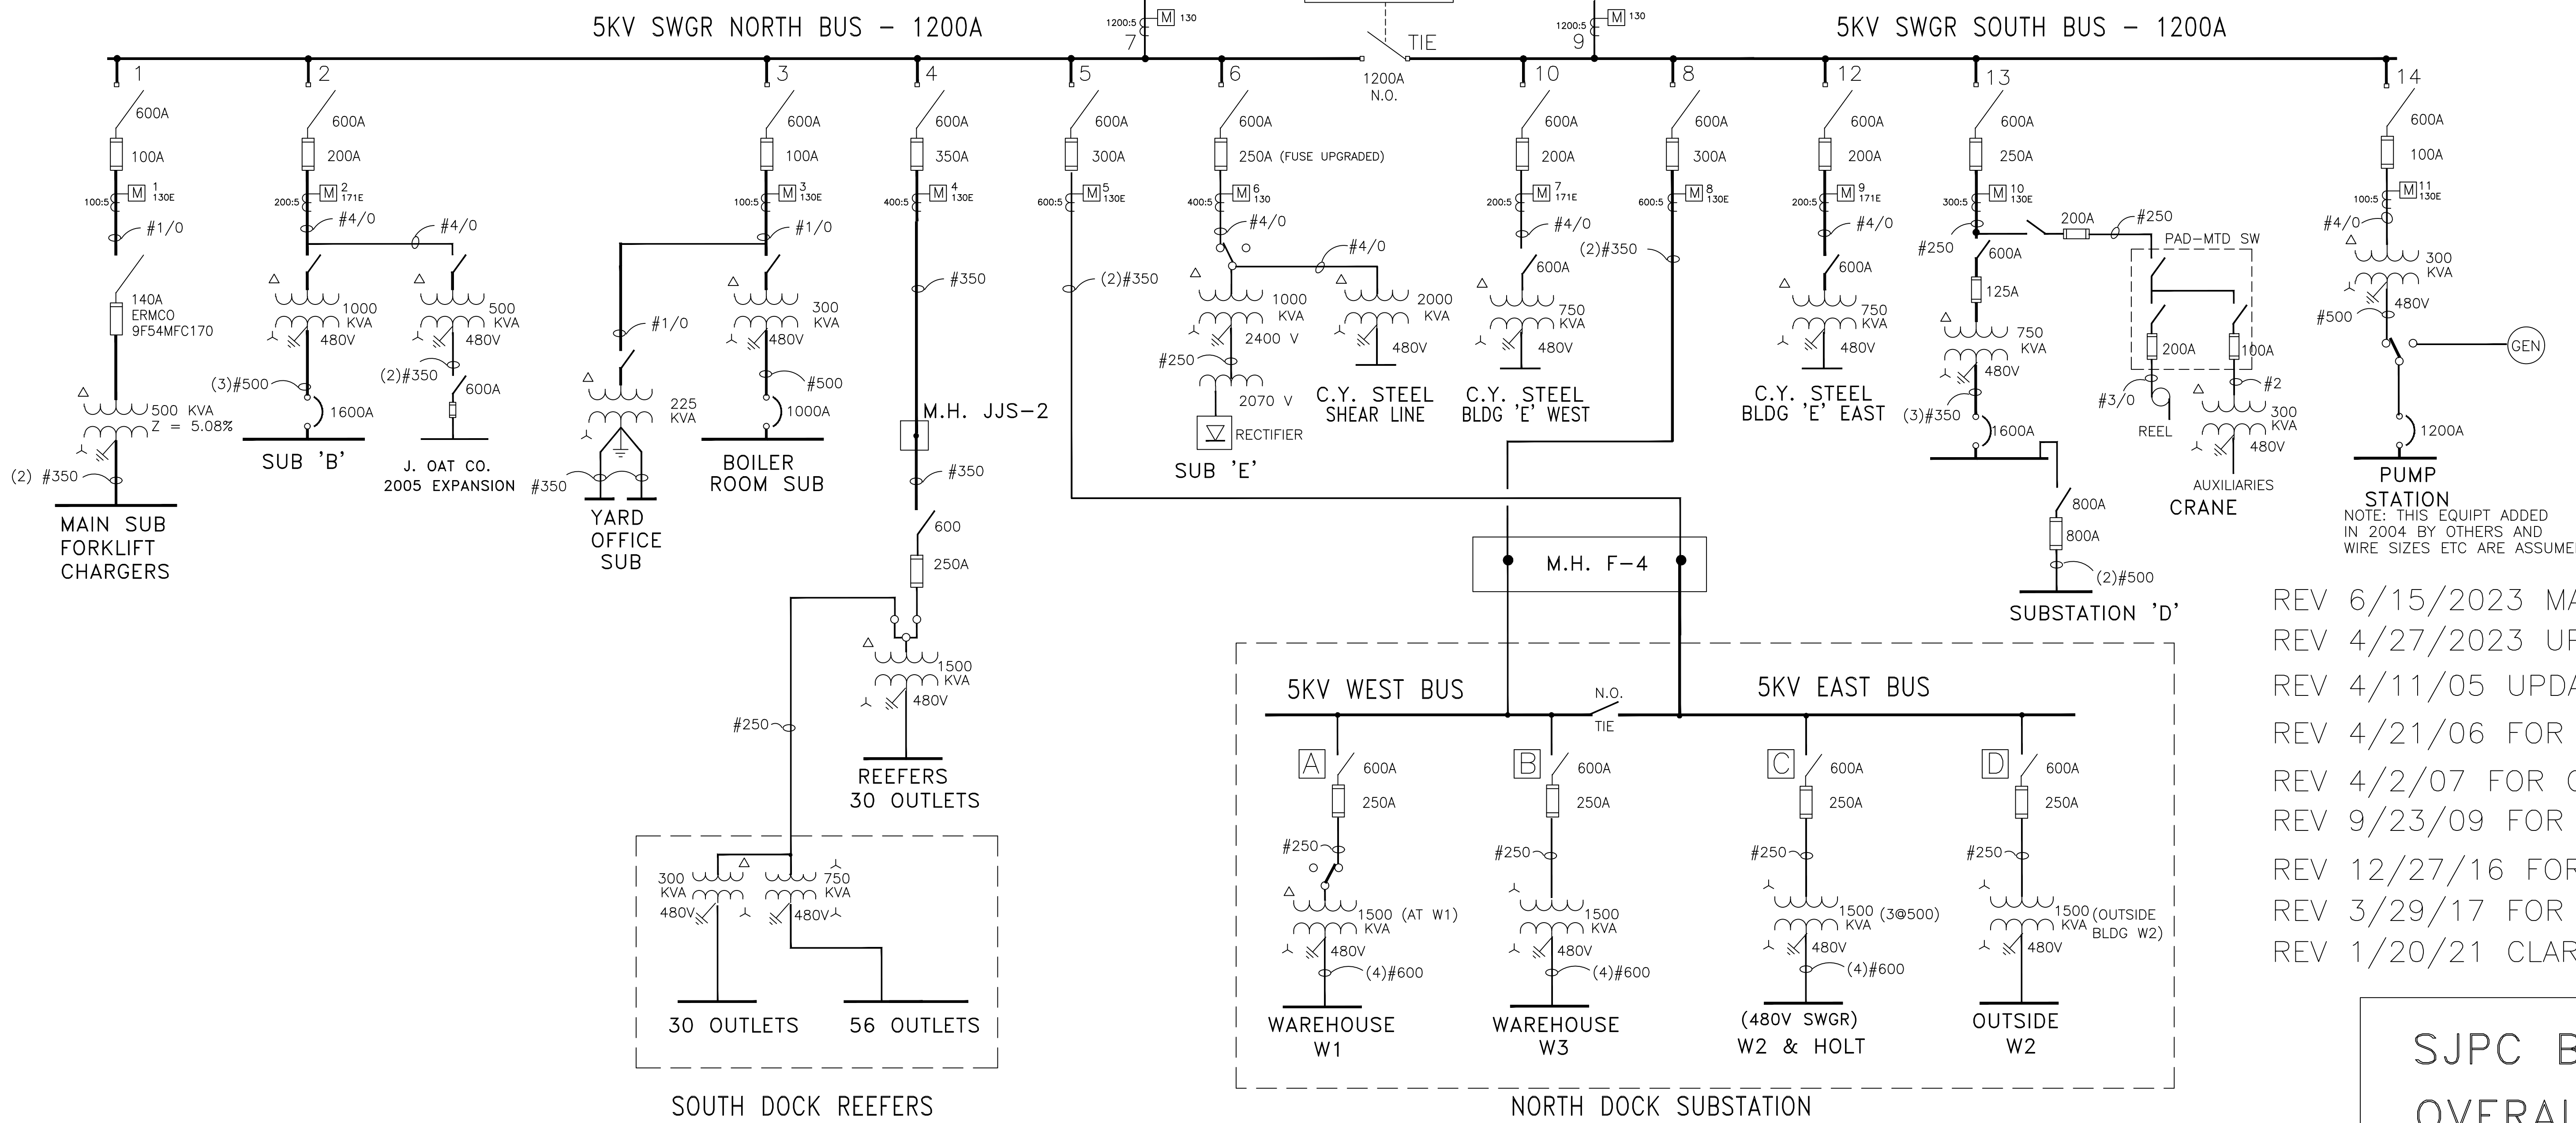 5KV SWGR NORTH BUS - 1200A
1200:5 M 130
7
TIE
1200A
N.O.
1200:5 M 130
9
5KV SWGR SOUTH BUS - 1200A
1
600A
100A
M 1
130E
100:5
#1/0
140A
ERMCO
9F54MFC170
500 KVA
Z = 5.08%
(2) #350
MAIN SUB
FORKLIFT
CHARGERS
2
600A
200A
M 2
171E
200:5
#4/0
#4/0
1000
KVA
480V
(3)#500
1600A
SUB 'B'
500
KVA
480V
(2)#350
600A
J. OAT CO.
2005 EXPANSION
3
600A
100A
M 3
130E
100:5
#1/0
#1/0
225
KVA
#350
YARD
OFFICE
SUB
300
KVA
480V
#500
1000A
BOILER
ROOM SUB
4
600A
350A
M 4
130E
400:5
#350
M.H. JJS-2
#350
600
250A
1500
KVA
480V
REEFERS
30 OUTLETS
#250
300
KVA
480V
750
KVA
480V
30 OUTLETS
56 OUTLETS
SOUTH DOCK REEFERS
5
600A
300A
M 5
130E
600:5
(2)#350
6
600A
250A (FUSE UPGRADED)
M 6
130
400:5
#4/0
#4/0
1000
KVA
2400 V
#250
2070 V
RECTIFIER
SUB 'E'
2000
KVA
480V
C.Y. STEEL
SHEAR LINE
10
600A
200A
M 7
171E
200:5
#4/0
600A
750
KVA
480V
C.Y. STEEL
BLDG 'E' WEST
8
600A
300A
M 8
130E
600:5
(2)#350
12
600A
200A
M 9
171E
200:5
#4/0
600A
750
KVA
480V
C.Y. STEEL
BLDG 'E' EAST
13
600A
250A
M 10
130E
300:5
#250
200A
#250
600A
125A
750
KVA
480V
(3)#350
1600A
800A
800A
(2)#500
SUBSTATION 'D'
PAD-MTD SW
200A
100A
#3/0
REEL
#2
300
KVA
480V
AUXILIARIES
CRANE
14
600A
100A
M 11
130E
100:5
#4/0
300
KVA
480V
#500
GEN
1200A
PUMP
STATION
NOTE: THIS EQUIPT ADDED
IN 2004 BY OTHERS AND
WIRE SIZES ETC ARE ASSUME
M.H. F-4
5KV WEST BUS
N.O.
TIE
5KV EAST BUS
A
600A
250A
#250
1500 (AT W1)
KVA
480V
(4)#600
WAREHOUSE
W1
B
600A
250A
#250
1500
KVA
480V
(4)#600
WAREHOUSE
W3
C
600A
250A
#250
1500 (3@500)
KVA
480V
(4)#600
(480V SWGR)
W2 & HOLT
D
600A
250A
#250
1500 (OUTSIDE
KVA BLDG W2)
480V
OUTSIDE
W2
NORTH DOCK SUBSTATION
REV 6/15/2023 MA
REV 4/27/2023 UP
REV 4/11/05 UPDA
REV 4/21/06 FOR
REV 4/2/07 FOR
REV 9/23/09 FOR
REV 12/27/16 FOR
REV 3/29/17 FOR
REV 1/20/21 CLAR
SJPC B
OVERAL